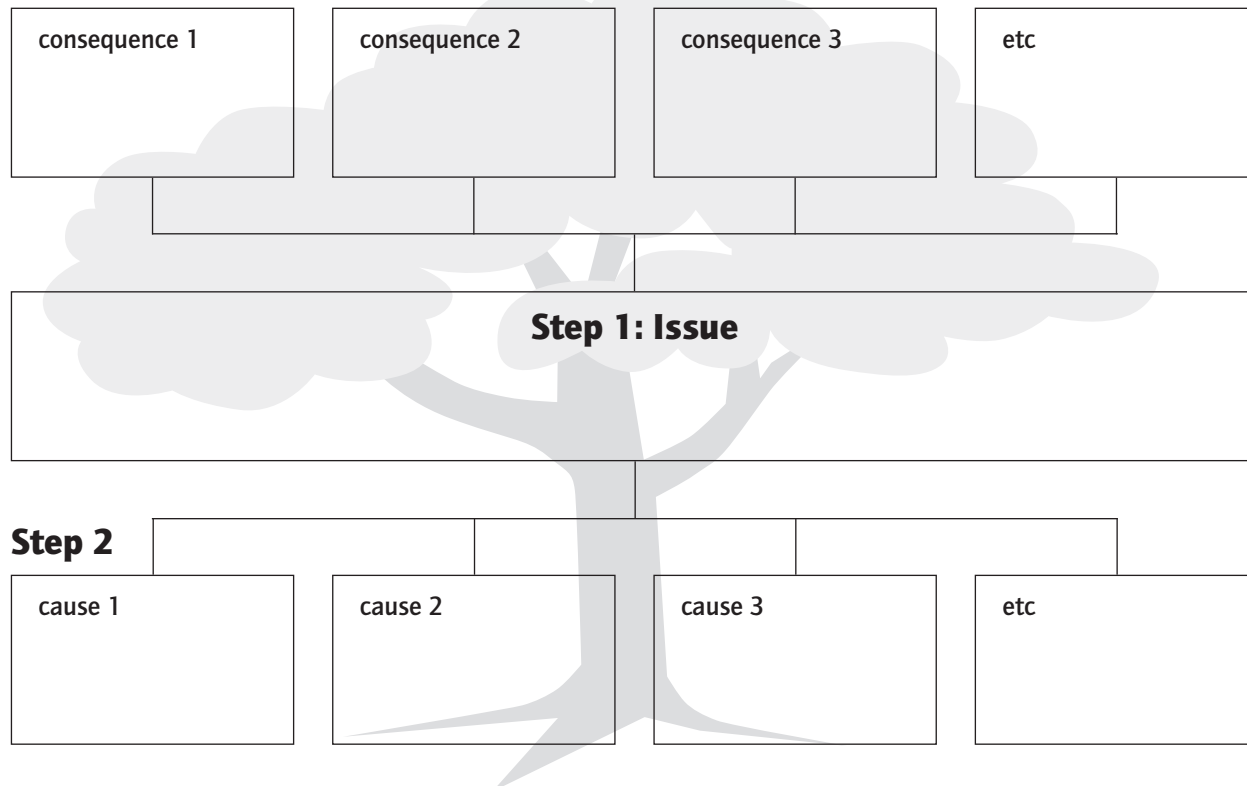 consequence 1
consequence 2
consequence 3
etc
Step 1: Issue
Step 2
cause 1
cause 2
cause 3
etc